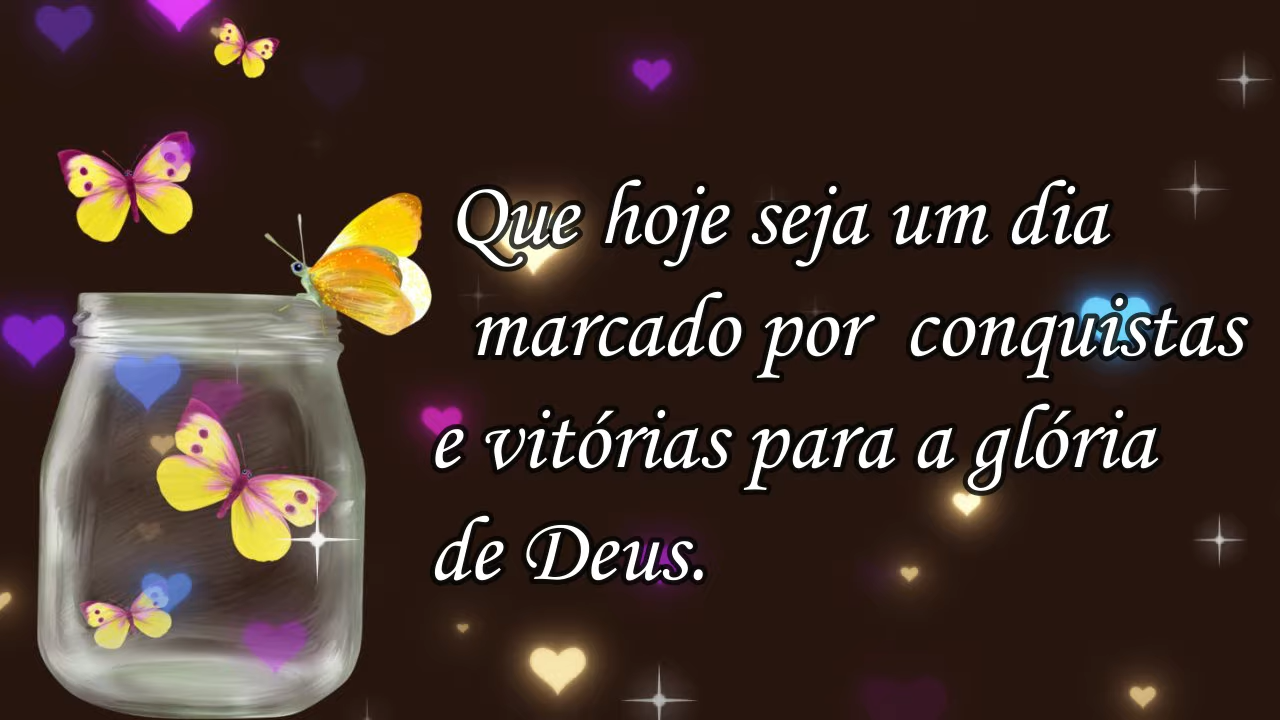 Que hoje seja um dia
marcado por conquistas
e vitórias para a glória
de Deus.